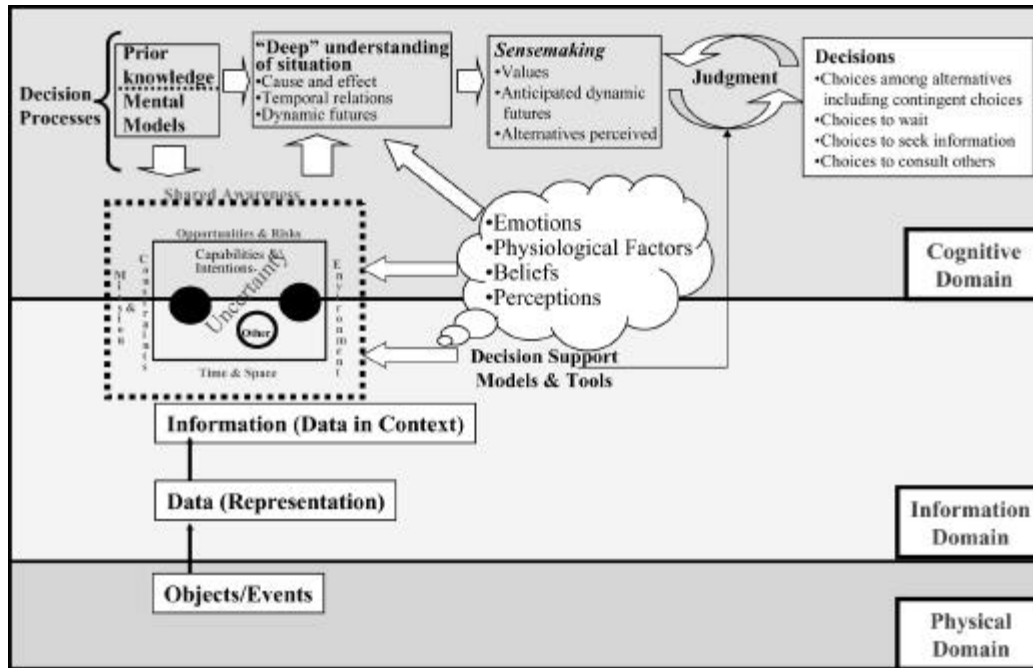 Decision
Processes
Prior
knowledge
Mental
Models
“Deep” understanding
of situation
•Cause and effect
•Temporal relations
•Dynamic futures
Sensemaking
•Values
•Anticipated dynamic
futures
•Alternatives perceived
Judgment
Decisions
•Choices among alternatives
including contingent choices
•Choices to wait
•Choices to seek information
•Choices to consult others
Shared Awareness
Opportunities & Risks
Capabilities &
Intentions
Uncertainty
Mission
&
Constraints
Environment
Other
Time & Space
•Emotions
•Physiological Factors
•Beliefs
•Perceptions
Decision Support
Models & Tools
Cognitive
Domain
Information (Data in Context)
Data (Representation)
Information
Domain
Objects/Events
Physical
Domain